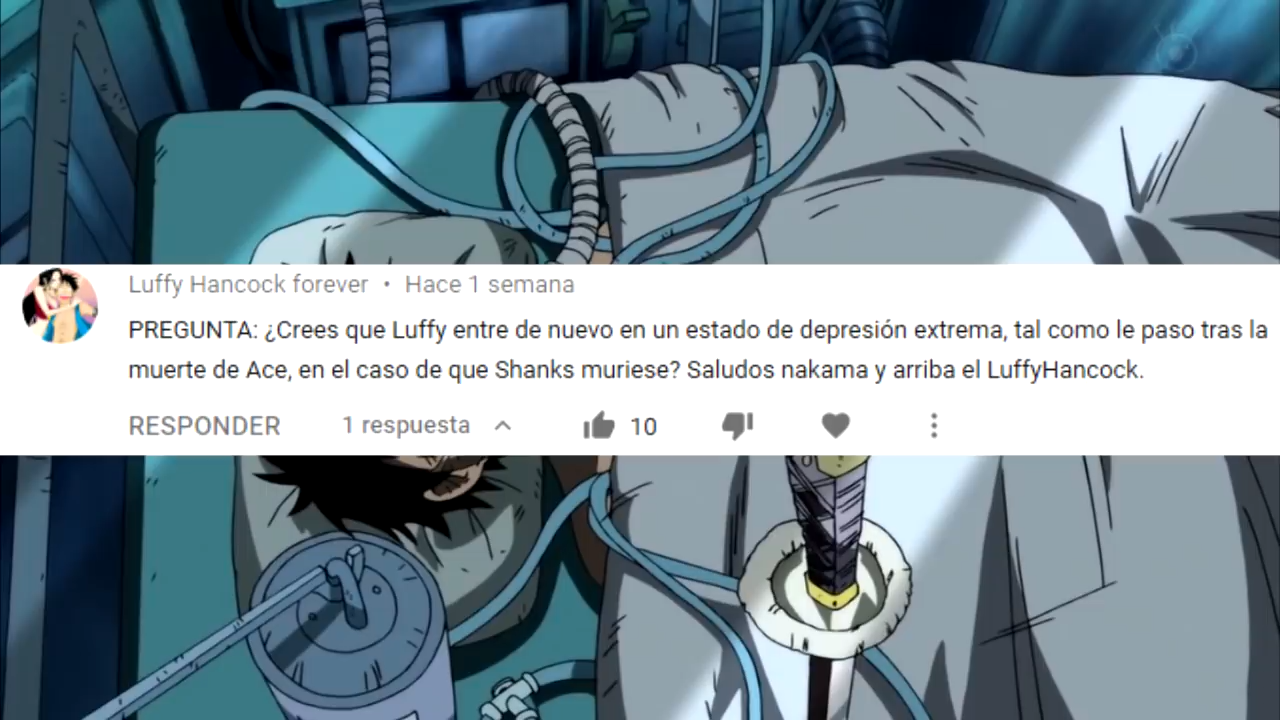 Luffy Hancock forever • Hace 1 semana
PREGUNTA: ¿Crees que Luffy entre de nuevo en un estado de depresión extrema, tal como le paso tras la
muerte de Ace, en el caso de que Shanks muriese? Saludos nakama y arriba el LuffyHancock.
RESPONDER 1 respuesta 10